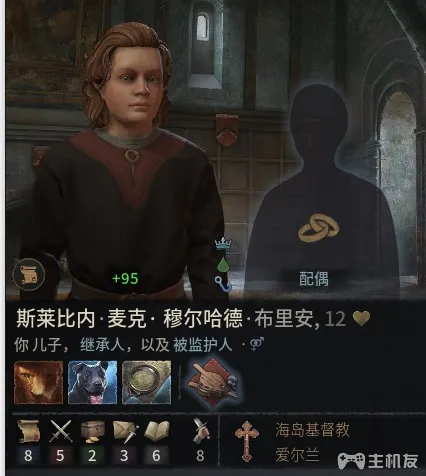 +95
配偶
斯莱比内·麦克·穆尔哈德·布里安, 12
你 儿子， 继承人，以及 被监护人 ·
8 5 2 3 6 8
海岛基督教
爱尔兰
主机友